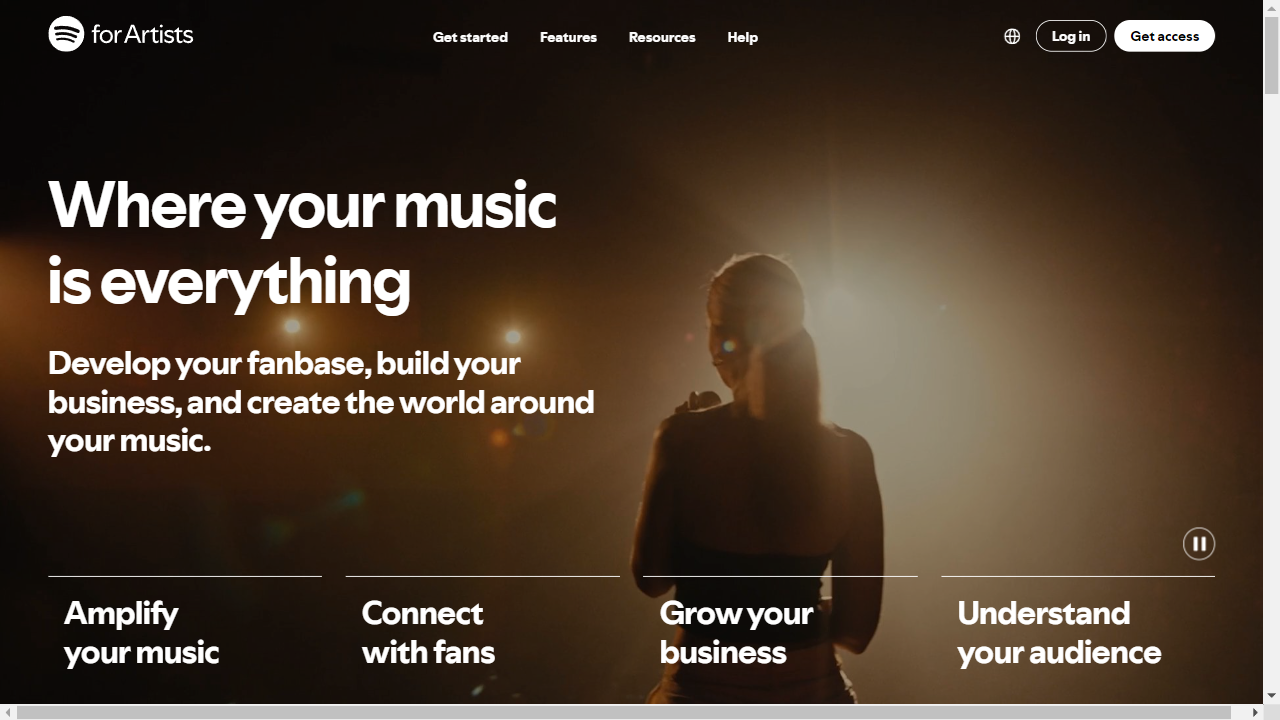 for Artists
Get started
Features
Resources
Help
Log in
Get access
Where your music
is everything
Develop your fanbase, build your
business, and create the world around
your music.
Amplify
your music
Connect
with fans
Grow your
business
Understand
your audience